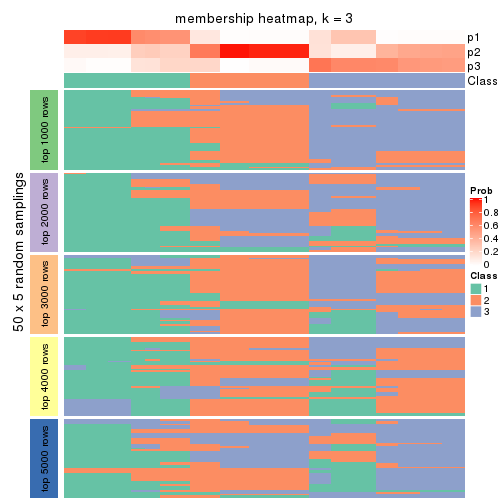 membership heatmap, k = 3
p1
p2
p3
Class
50 x 5 random samplings
top 1000 rows
top 2000 rows
top 3000 rows
top 4000 rows
top 5000 rows
Prob
1
0.8
0.6
0.4
0.2
0
Class
1
2
3